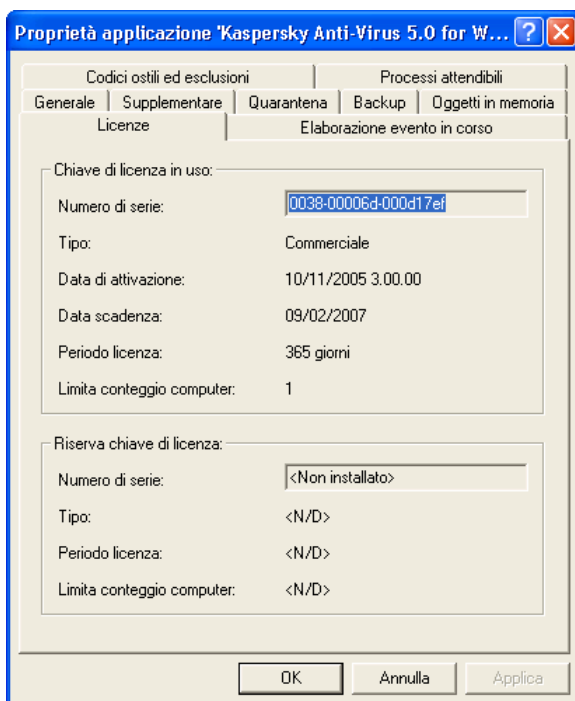 Proprietà applicazione 'Kaspersky Anti-Virus 5.0 for W...
Codici ostili ed esclusioni Processi attendibili
Generale Supplementare Quarantena Backup Oggetti in memoria
Licenze Elaborazione evento in corso
Chiave di licenza in uso:
Numero di serie: 0038-00006d-000d17ef
Tipo: Commerciale
Data di attivazione: 10/11/2005 3.00.00
Data scadenza: 09/02/2007
Periodo licenza: 365 giorni
Limita conteggio computer: 1
Riserva chiave di licenza:
Numero di serie: <Non installato>
Tipo: <N/D>
Periodo licenza: <N/D>
Limita conteggio computer: <N/D>
OK Annulla Applica